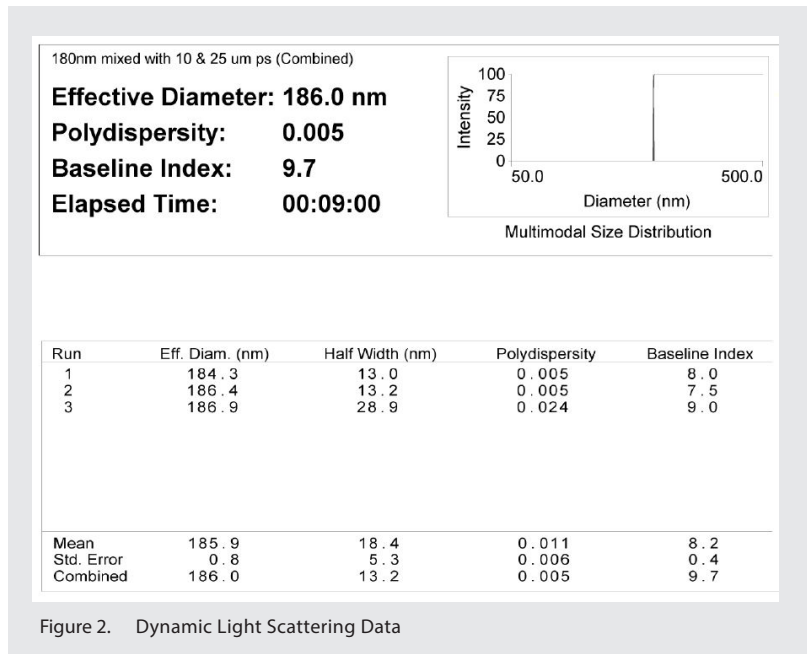 180nm mixed with 10 & 25 um ps (Combined)
Effective Diameter: 186.0 nm
Polydispersity: 0.005
Baseline Index: 9.7
Elapsed Time: 00:09:00
100
75
50
25
0
Intensity
50.0 500.0
Diameter (nm)
Multimodal Size Distribution
Run Eff. Diam. (nm) Half Width (nm) Polydispersity Baseline Index
1 184.3 13.0 0.005 8.0
2 186.4 13.2 0.005 7.5
3 186.9 28.9 0.024 9.0
Mean 185.9 18.4 0.011 8.2
Std. Error 0.8 5.3 0.006 0.4
Combined 186.0 13.2 0.005 9.7
Figure 2. Dynamic Light Scattering Data